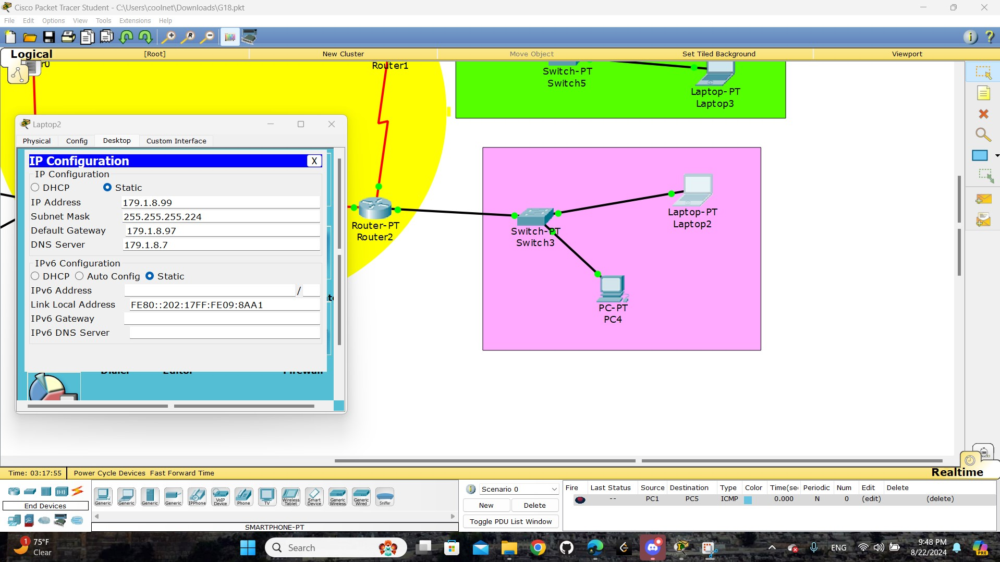 Cisco Packet Tracer Student - C:\Users\coolnet\Downloads\G18.pkt
File Edit Options View Tools Extensions Help
Logical [Root] New Cluster Move Object Set Tiled Background Viewport
r0
Router1
Switch-PT
Switch5
Laptop-PT
Laptop3
Laptop2
Physical Config Desktop Custom Interface
IP Configuration X
IP Configuration
DHCP Static
IP Address 179.1.8.99
Subnet Mask 255.255.255.224
Default Gateway 179.1.8.97
DNS Server 179.1.8.7
IPv6 Configuration
DHCP Auto Config Static
IPv6 Address /
Link Local Address FE80::202:17FF:FE09:8AA1
IPv6 Gateway
IPv6 DNS Server
Dialer Editor Firewall
Router-PT
Router2
Switch-PT
Switch3
Laptop-PT
Laptop2
PC-PT
PC4
Realtime
Time: 03:17:55 Power Cycle Devices Fast Forward Time
End Devices
Generic Generic Generic Generic IPPhone VoIP Device Phone TV Wireless Tablet Smart Device Generic Wireless Generic Wired Sniffer
SMARTPHONE-PT
Scenario 0
New Delete
Toggle PDU List Window
Fire Last Status Source Destination Type Color Time(sec Periodic Num Edit Delete
-- PC1 PC5 ICMP 0.000 N 0 (edit) (delete)
1
75°F
Clear
Search
ENG
9:48 PM
8/22/2024
PRE